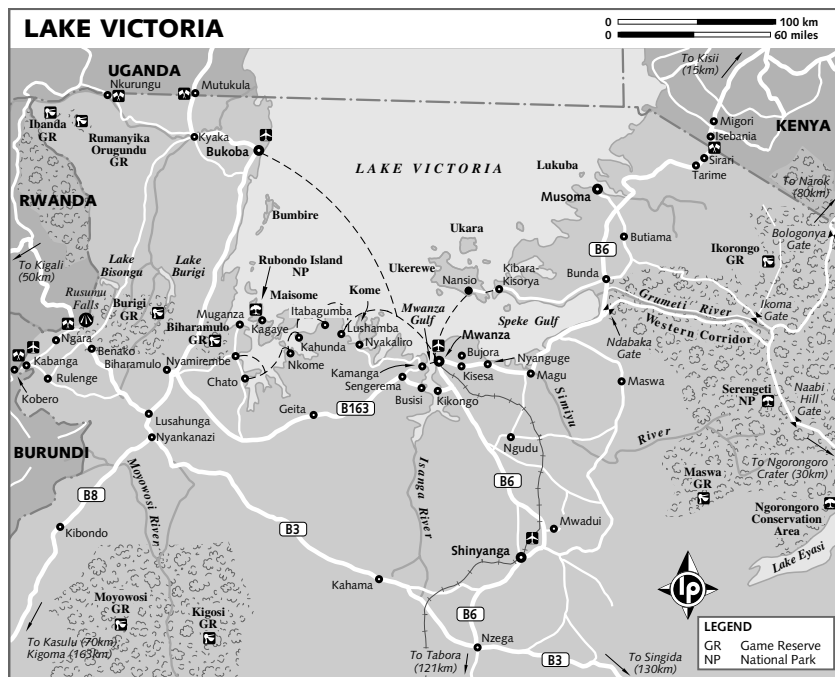 LAKE VICTORIA
0 100 km
0 60 miles
To Kisii
(15km)
UGANDA
Nkurungu
Mutukula
Ibanda
GR
Rumanyika
Orugundu
GR
Kyaka
Bukoba
Migori
Isebania
KENYA
Sirari
Tarime
LAKE VICTORIA
Lukuba
Musoma
To Narok
(80km)
RWANDA
Bumbire
Ukara
Butiama
Bologonya
Gate
B6
Ikorongo
GR
To Kigali
(50km)
Lake
Bisongu
Lake
Burigi
Rubondo Island
NP
Ukerewe
Kibara-
Kisorya
Bunda
Nansio
Rusumu
Falls
Burigi
GR
Maisome
Kome
Mwanza
Gulf
Speke Gulf
Grumeti River
Ikoma
Gate
Muganza
Kagaye
Itabagumba
Lushamba
Biharamulo
GR
Kahunda
Nyakaliro
Mwanza
Ndabaka
Gate
Western Corridor
Ngara
Benako
Kabanga
Rulenge
Biharamulo
Nyamirembe
Chato
Nkome
Kamanga
Sengerema
Bujora
Kisesa
Nyanguge
Magu
Maswa
Naabi
Hill
Gate
Kobero
Busisi
Kikongo
Simiyu
River
Serengeti
NP
Lusahunga
Geita
B163
Nyankanazi
Ngudu
BURUNDI
To Ngorongoro
Crater (30km)
Moyowosi River
Isanga River
Maswa
GR
B8
B6
Ngorongoro
Conservation
Area
Kibondo
B3
Mwadui
Shinyanga
Lake Eyasi
Kahama
Moyowosi
GR
Kigosi
GR
lp
B6
LEGEND
GR Game Reserve
NP National Park
To Kasulu (70km),
Kigoma (163km)
Nzega
To Tabora
(121km)
B3
To Singida
(130km)